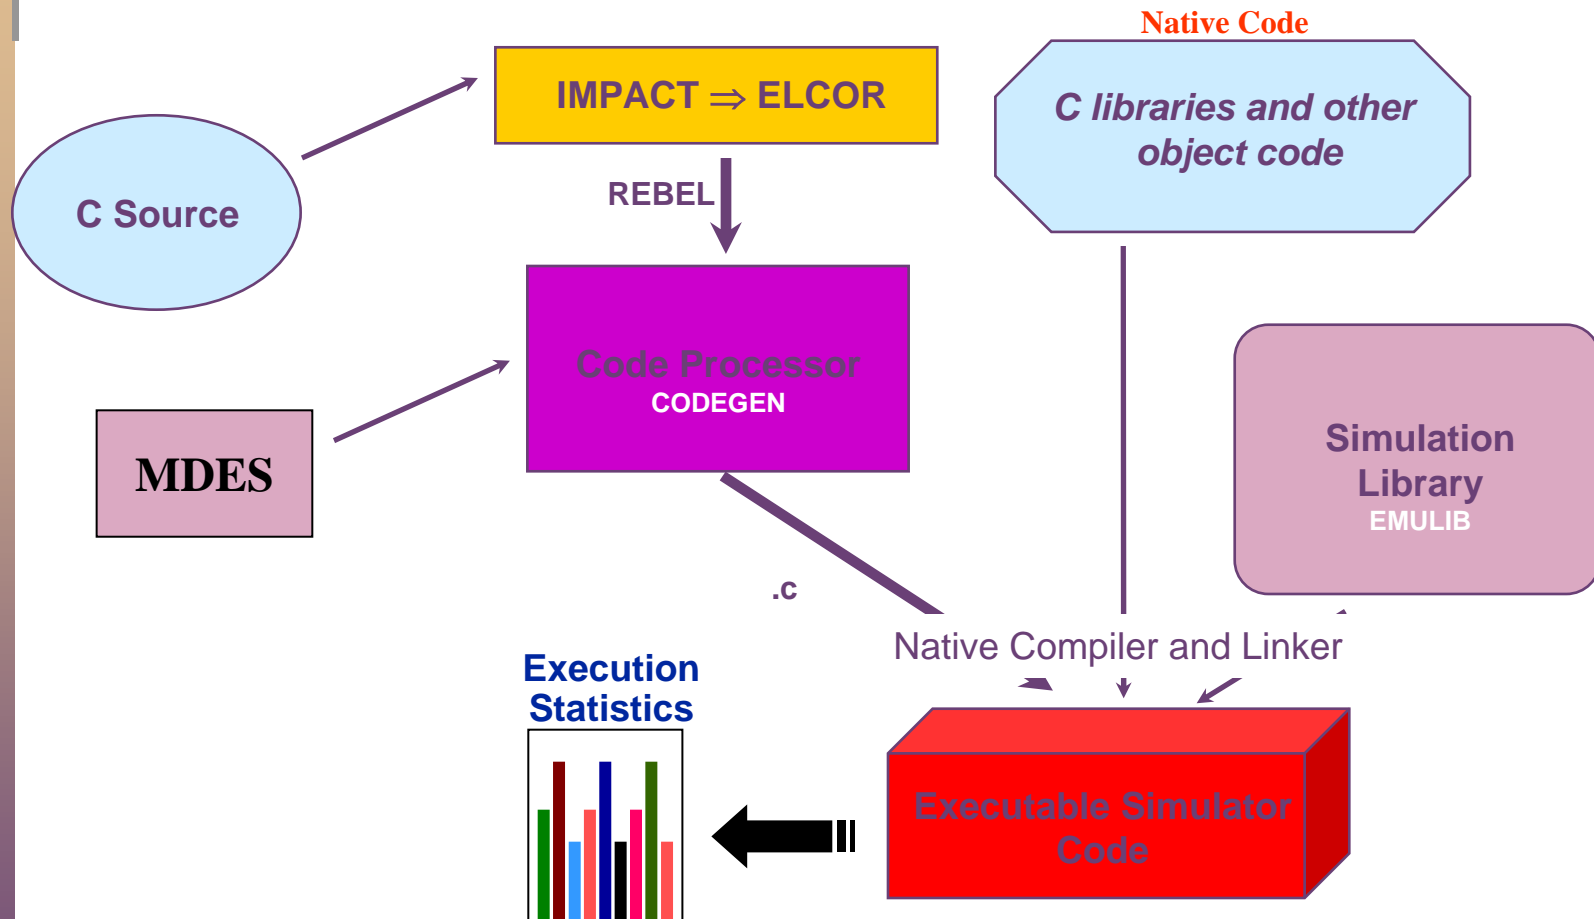 Native Code
IMPACT ⇒ ELCOR
C libraries and other
object code
REBEL
C Source
Code Processor
CODEGEN
MDES
Simulation
Library
EMULIB
.c
Native Compiler and Linker
Execution
Statistics
Executable Simulator
Code